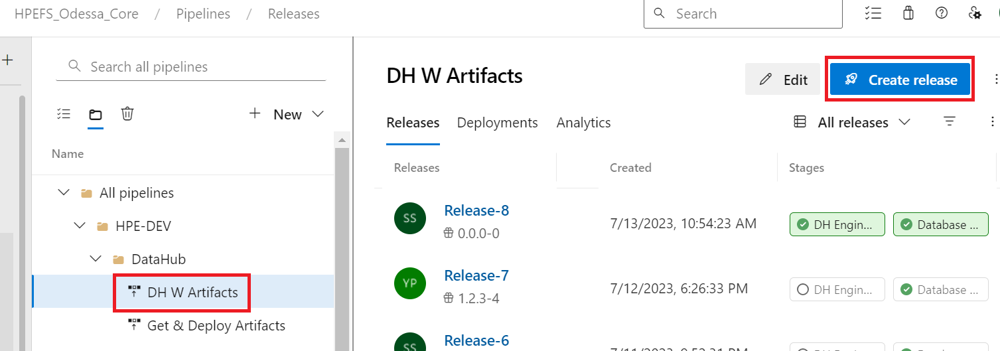 HPEFS_Odessa_Core / Pipelines / Releases
Search
Search all pipelines
New
Name
All pipelines
HPE-DEV
DataHub
DH W Artifacts
Get & Deploy Artifacts
DH W Artifacts
Edit
Create release
Releases Deployments Analytics
All releases
Releases Created Stages
SS Release-8 7/13/2023, 10:54:23 AM DH Engin... Database ...
0.0.0-0
YP Release-7 7/12/2023, 6:26:33 PM DH Engin... Database ...
1.2.3-4
SS Release-6